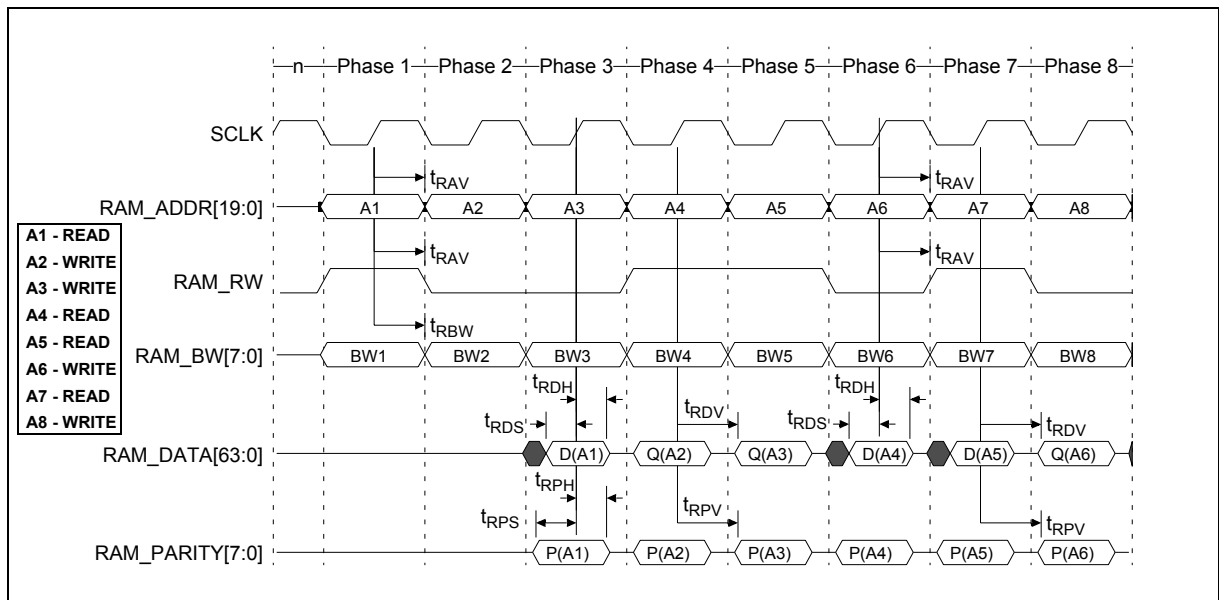 n Phase 1 Phase 2 Phase 3 Phase 4 Phase 5 Phase 6 Phase 7 Phase 8
SCLK
tRAV tRAV
RAM_ADDR[19:0] A1 A2 A3 A4 A5 A6 A7 A8
A1 - READ
A2 - WRITE
A3 - WRITE
A4 - READ
A5 - READ
A6 - WRITE
A7 - READ
A8 - WRITE
tRAV tRAV
RAM_RW
tRBW
RAM_BW[7:0] BW1 BW2 BW3 BW4 BW5 BW6 BW7 BW8
tRDH tRDH
tRDS tRDV tRDS tRDV
RAM_DATA[63:0] D(A1) Q(A2) Q(A3) D(A4) D(A5) Q(A6)
tRPH
tRPS tRPV tRPV
RAM_PARITY[7:0] P(A1) P(A2) P(A3) P(A4) P(A5) P(A6)